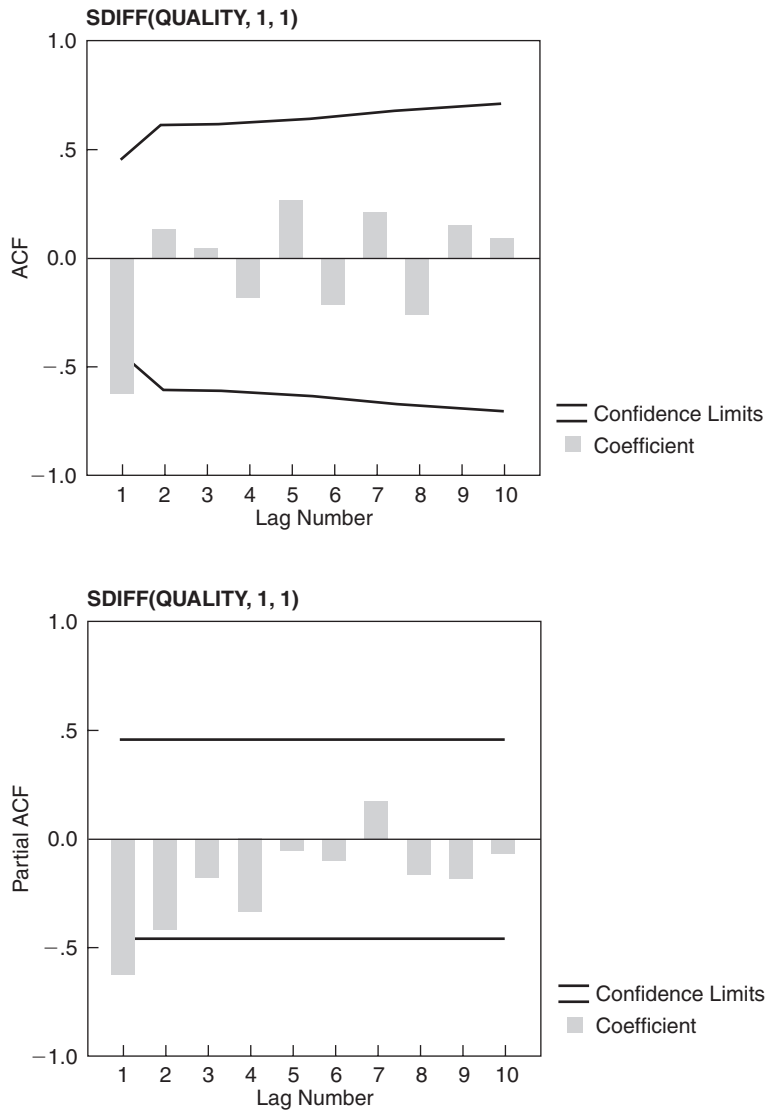 SDIFF(QUALITY, 1, 1)
1.0
.5
0.0
−.5
−1.0
ACF
1 2 3 4 5 6 7 8 9 10
Lag Number
Confidence Limits
Coefficient
SDIFF(QUALITY, 1, 1)
1.0
.5
0.0
−.5
−1.0
Partial ACF
1 2 3 4 5 6 7 8 9 10
Lag Number
Confidence Limits
Coefficient